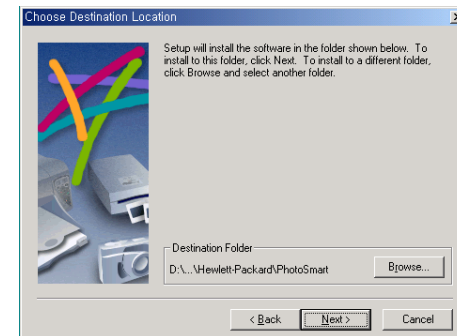 Choose Destination Location
Setup will install the software in the folder shown below. To
install to this folder, click Next. To install to a different folder,
click Browse and select another folder.
Destination Folder
D:\...\Hewlett-Packard\PhotoSmart
Browse...
< Back
Next >
Cancel